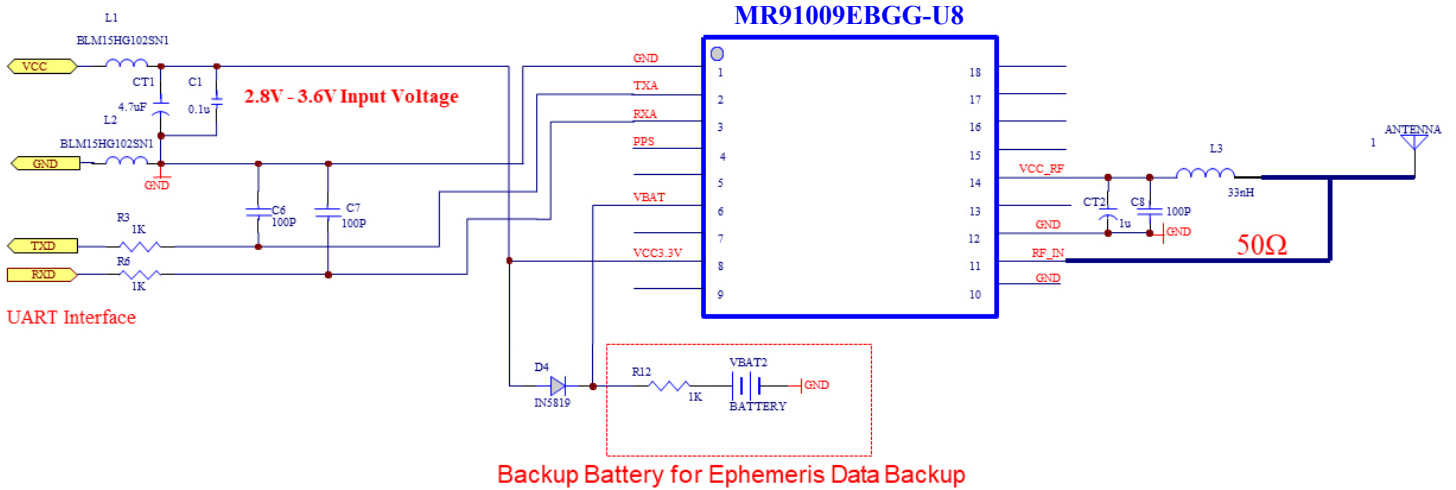 MR91009EBGG-U8
L1
BLM15HG102SN1
VCC
CT1
C1
4.7uF
0.1u
2.8V - 3.6V Input Voltage
L2
BLM15HG102SN1
GND
GND
C6
100P
C7
100P
R3
1K
TXD
R6
RXD
1K
UART Interface
GND
1
TXA
2
RXA
3
PPS
4
5
VBAT
6
7
VCC3.3V
8
9
18
17
16
15
14
13
12
11
10
VCC_RF
GND
RF_IN
GND
CT2
1u
C8
100P
GND
L3
33nH
50Ω
ANTENNA
1
D4
IN5819
R12
1K
VBAT2
BATTERY
GND
Backup Battery for Ephemeris Data Backup